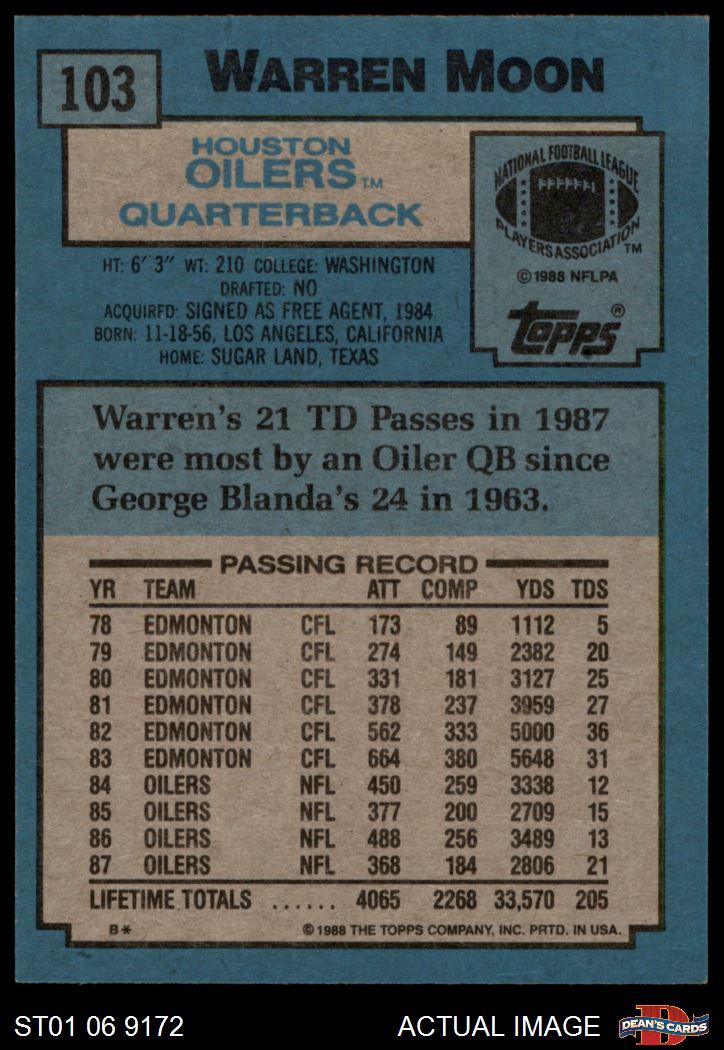 103
WARREN MOON
HOUSTON
OILERS™
QUARTERBACK
NATIONAL FOOTBALL LEAGUE
PLAYERS ASSOCIATION™
©1988 NFLPA
topps®
HT: 6' 3" WT: 210 COLLEGE: WASHINGTON
DRAFTED: NO
ACQUIRED: SIGNED AS FREE AGENT, 1984
BORN: 11-18-56, LOS ANGELES, CALIFORNIA
HOME: SUGAR LAND, TEXAS
Warren's 21 TD Passes in 1987
were most by an Oiler QB since
George Blanda's 24 in 1963.
PASSING RECORD
YR TEAM ATT COMP YDS TDS
78 EDMONTON CFL 173 89 1112 5
79 EDMONTON CFL 274 149 2382 20
80 EDMONTON CFL 331 181 3127 25
81 EDMONTON CFL 378 237 3959 27
82 EDMONTON CFL 562 333 5000 36
83 EDMONTON CFL 664 380 5648 31
84 OILERS NFL 450 259 3338 12
85 OILERS NFL 377 200 2709 15
86 OILERS NFL 488 256 3489 13
87 OILERS NFL 368 184 2806 21
LIFETIME TOTALS ...... 4065 2268 33,570 205
B* ©1988 THE TOPPS COMPANY, INC. PRTD. IN USA.
ST01 06 9172 ACTUAL IMAGE
D
DEAN'S CARDS